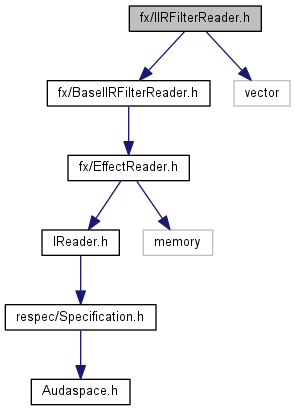 fx/IIRFilterReader.h
fx/BaseIIRFilterReader.h
vector
fx/EffectReader.h
IReader.h
memory
respec/Specification.h
Audaspace.h